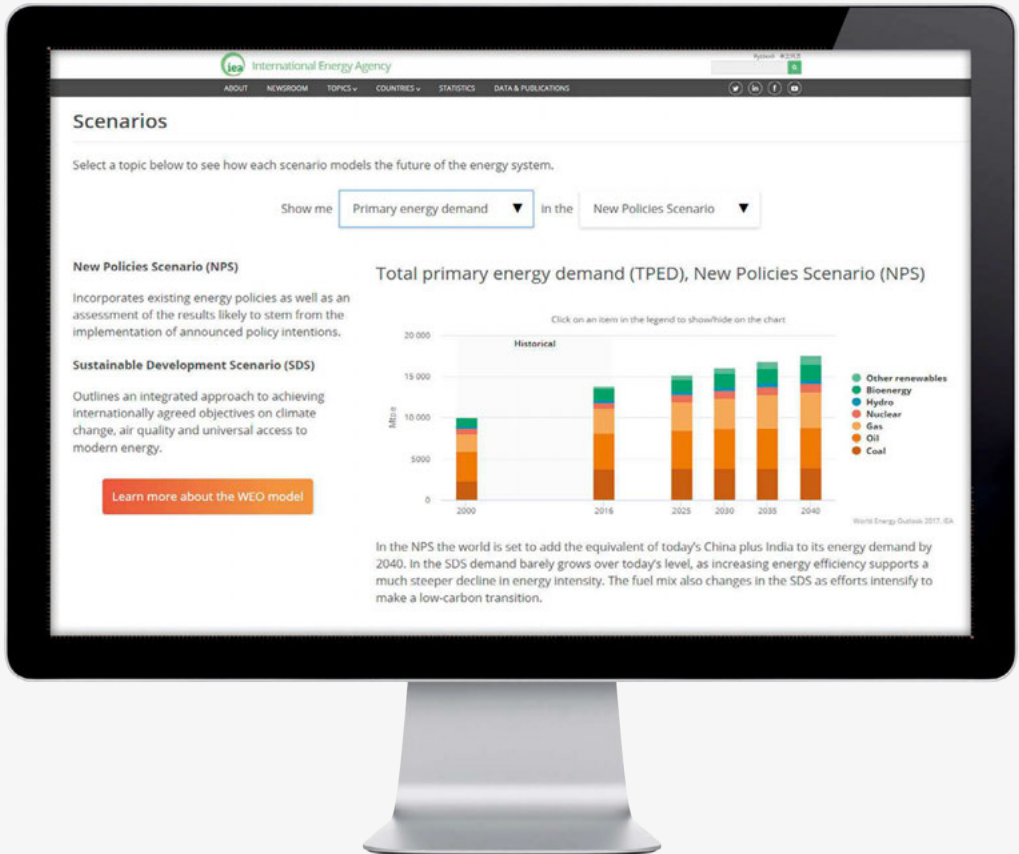 iea International Energy Agency
Русский
ABOUT NEWSROOM TOPICS COUNTRIES STATISTICS DATA & PUBLICATIONS
Scenarios
Select a topic below to see how each scenario models the future of the energy system.
Show me Primary energy demand in the New Policies Scenario
New Policies Scenario (NPS)
Incorporates existing energy policies as well as an
assessment of the results likely to stem from the
implementation of announced policy intentions.
Sustainable Development Scenario (SDS)
Outlines an integrated approach to achieving
internationally agreed objectives on climate
change, air quality and universal access to
modern energy.
Learn more about the WEO model
Total primary energy demand (TPED), New Policies Scenario (NPS)
Click on an item in the legend to show/hide on the chart
Historical
Mtoe
20 000
15 000
10 000
5000
0
2000 2016 2025 2030 2035 2040
Other renewables
Bioenergy
Hydro
Nuclear
Gas
Oil
Coal
World Energy Outlook 2017, IEA
In the NPS the world is set to add the equivalent of today's China plus India to its energy demand by
2040. In the SDS demand barely grows over today's level, as increasing energy efficiency supports a
much steeper decline in energy intensity. The fuel mix also changes in the SDS as efforts intensify to
make a low-carbon transition.